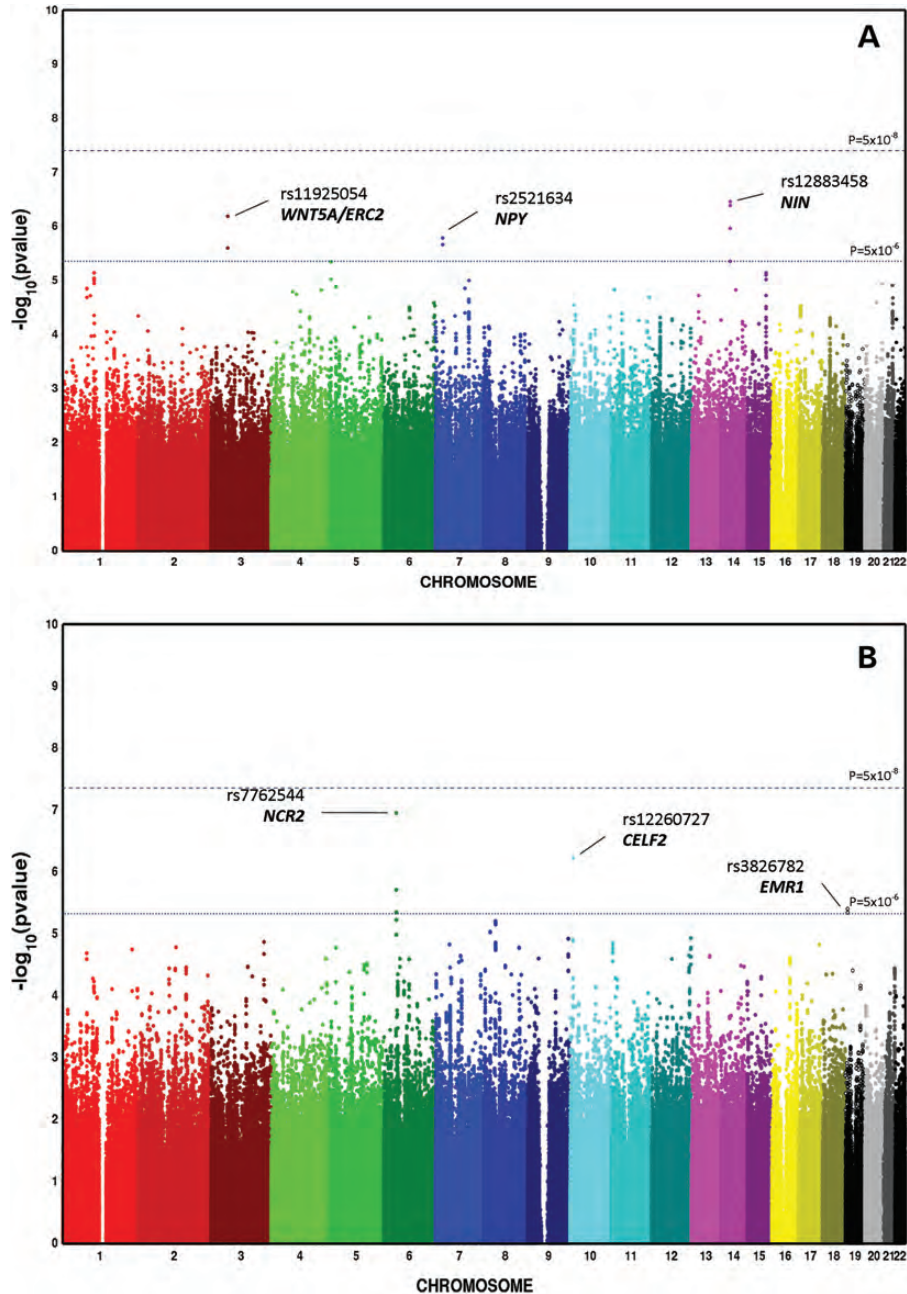 A
10
9
8
7
6
5
4
3
2
1
0
-log10(pvalue)
P=5x10-8
P=5x10-6
rs11925054
WNT5A/ERC2
rs2521634
NPY
rs12883458
NIN
1 2 3 4 5 6 7 8 9 10 11 12 13 14 15 16 17 18 19 20 21 22
CHROMOSOME
B
10
9
8
7
6
5
4
3
2
1
0
-log10(pvalue)
P=5x10-8
P=5x10-6
rs7762544
NCR2
rs12260727
CELF2
rs3826782
EMR1
1 2 3 4 5 6 7 8 9 10 11 12 13 14 15 16 17 18 19 20 21 22
CHROMOSOME